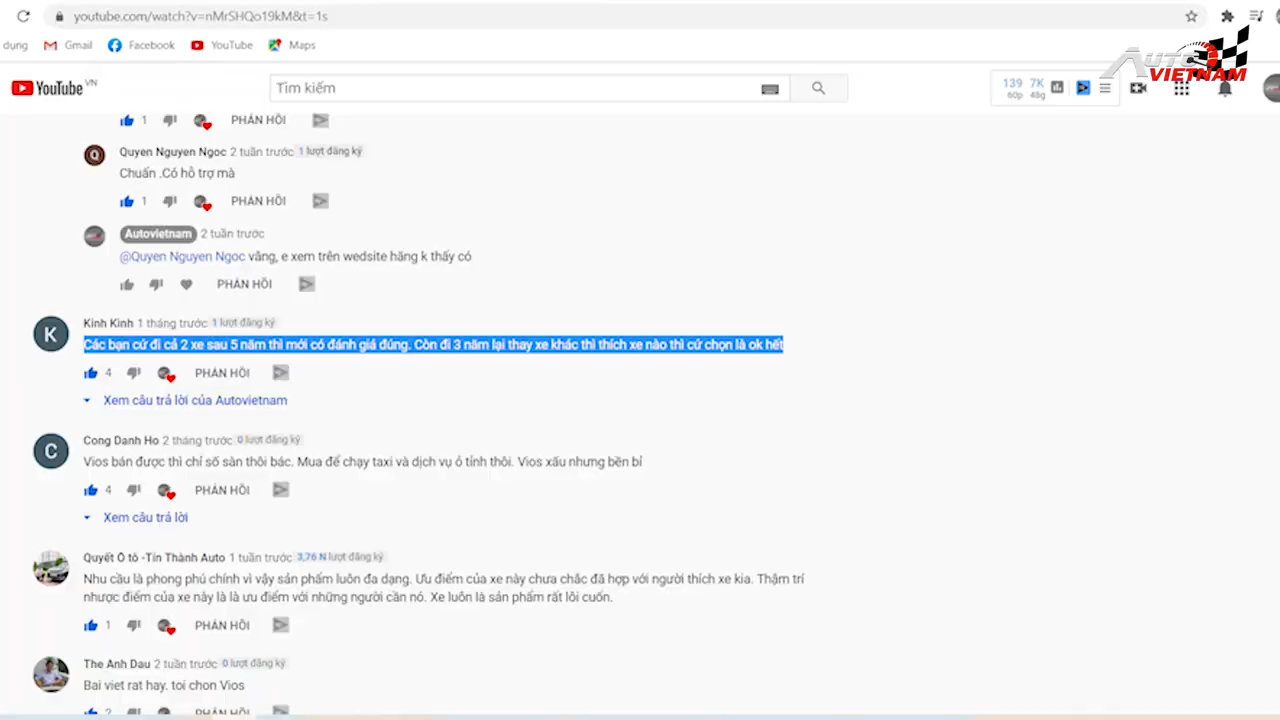 youtube.com/watch?v=nMrSHQo19kM&t=1s
dung Gmail Facebook YouTube Maps
AUTO
VIETNAM
YouTube VN
Tìm kiếm
139 7K
60p 48g
1 PHẢN HỒI
Q
Quyen Nguyen Ngoc 2 tuần trước 1 lượt đăng ký
Chuẩn .Có hỗ trợ mà
1 PHẢN HỒI
Autovietnam 2 tuần trước
@Quyen Nguyen Ngoc vâng, e xem trên wedsite hãng k thấy có
PHẢN HỒI
K
Kinh Kinh 1 tháng trước 1 lượt đăng ký
Các bạn cứ đi cả 2 xe sau 5 năm thì mới có đánh giá đúng. Còn đi 3 năm lại thay xe khác thì thích xe nào thì cứ chọn là ok hết
4 PHẢN HỒI
Xem câu trả lời của Autovietnam
C
Cong Danh Ho 2 tháng trước 0 lượt đăng ký
Vios bán được thì chỉ số sàn thôi bác. Mua để chạy taxi và dịch vụ ỏ tỉnh thôi. Vios xấu nhưng bền bỉ
4 PHẢN HỒI
Xem câu trả lời
Quyết Ô tô -Tín Thành Auto 1 tuần trước 3,76 N lượt đăng ký
Nhu cầu là phong phú chính vì vậy sản phẩm luôn đa dạng. Ưu điểm của xe này chưa chắc đã hợp với người thích xe kia. Thậm trí
nhược điểm của xe này là là ưu điểm với những người cần nó. Xe luôn là sản phẩm rất lôi cuốn.
1 PHẢN HỒI
The Anh Dau 2 tuần trước 0 lượt đăng ký
Bai viet rat hay. toi chon Vios
2 PHẢN HỒI